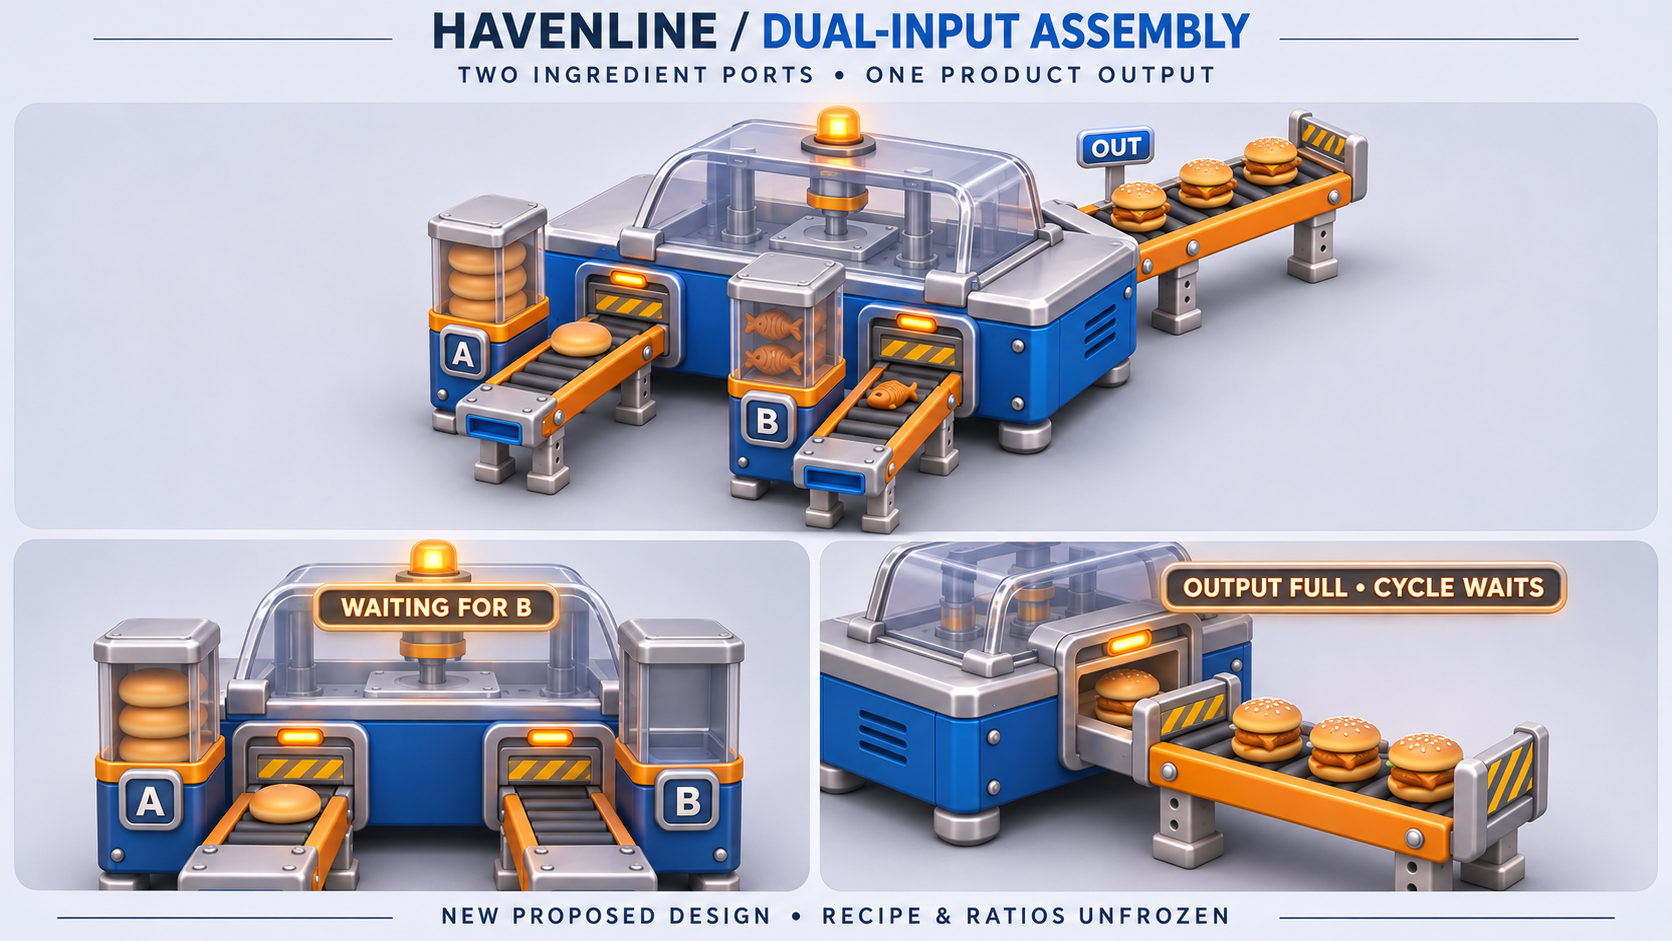 HAVENLINE / DUAL-INPUT ASSEMBLY
TWO INGREDIENT PORTS • ONE PRODUCT OUTPUT
OUT
A
B
WAITING FOR B
A
B
OUTPUT FULL • CYCLE WAITS
NEW PROPOSED DESIGN • RECIPE & RATIOS UNFROZEN